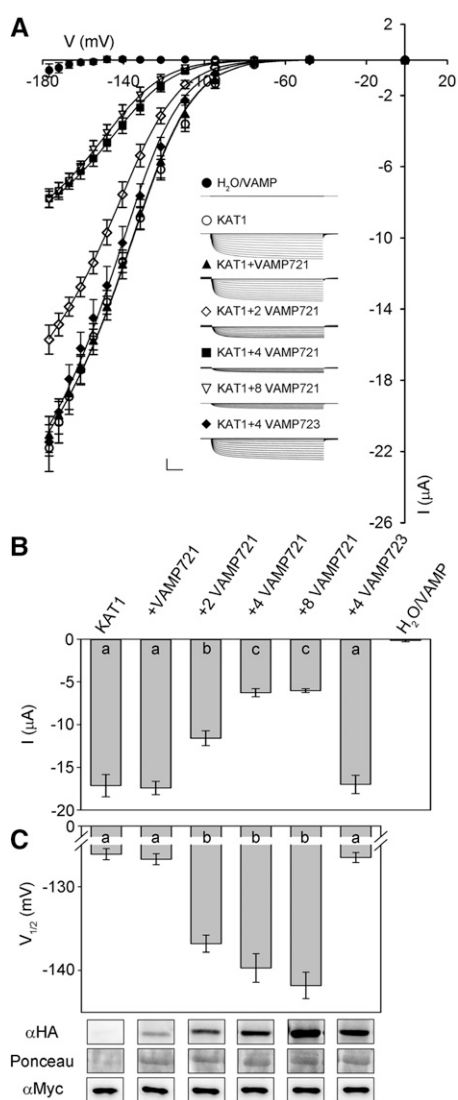 A
V (mV)
-180
-140
-100
-60
-20
0
-2
-6
-10
-14
-18
-22
-26
I (μA)
H2O/VAMP
KAT1
KAT1+VAMP721
KAT1+2 VAMP721
KAT1+4 VAMP721
KAT1+8 VAMP721
KAT1+4 VAMP723
B
KAT1
+VAMP721
+2 VAMP721
+4 VAMP721
+8 VAMP721
+4 VAMP723
H2O/VAMP
0
-5
-10
-15
-20
I (μA)
a a b c c a
C
0
-130
-140
V1/2 (mV)
a a b b b a
αHA
Ponceau
αMyc